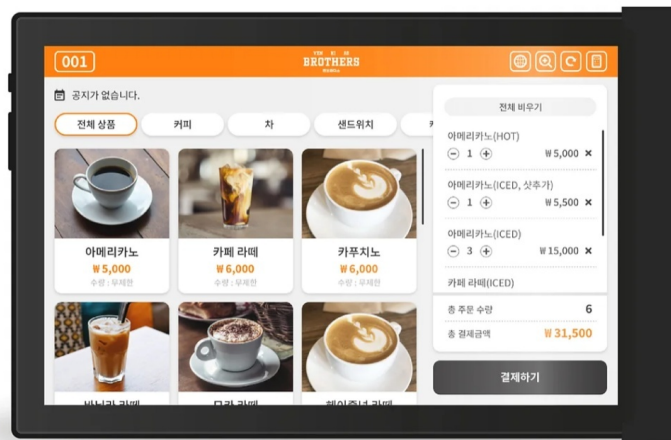 001
BROTHERS
공지가 없습니다.
전체 상품
커피
차
샌드위치
아메리카노
₩5,000
수량 : 무제한
카페 라떼
₩6,000
수량 : 무제한
카푸치노
₩6,000
수량 : 무제한
전체 비우기
아메리카노(HOT)
1
₩5,000 ×
아메리카노(ICED, 샷추가)
1
₩5,500 ×
아메리카노(ICED)
3
₩15,000 ×
카페 라떼(ICED)
총 주문 수량 6
총 결제금액 ₩31,500
결제하기